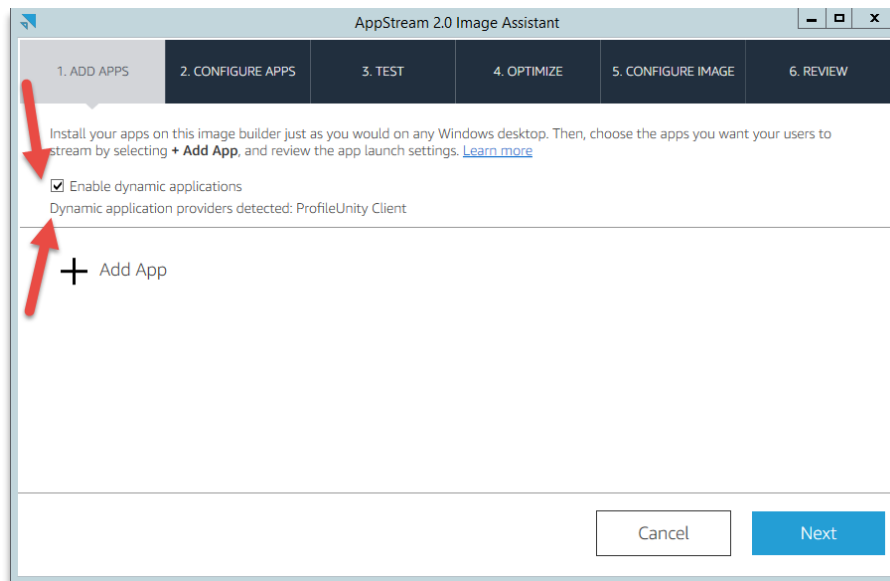 AppStream 2.0 Image Assistant
1. ADD APPS
2. CONFIGURE APPS
3. TEST
4. OPTIMIZE
5. CONFIGURE IMAGE
6. REVIEW
Install your apps on this image builder just as you would on any Windows desktop. Then, choose the apps you want your users to
stream by selecting + Add App, and review the app launch settings. Learn more
Enable dynamic applications
Dynamic application providers detected: ProfileUnity Client
Add App
Cancel
Next